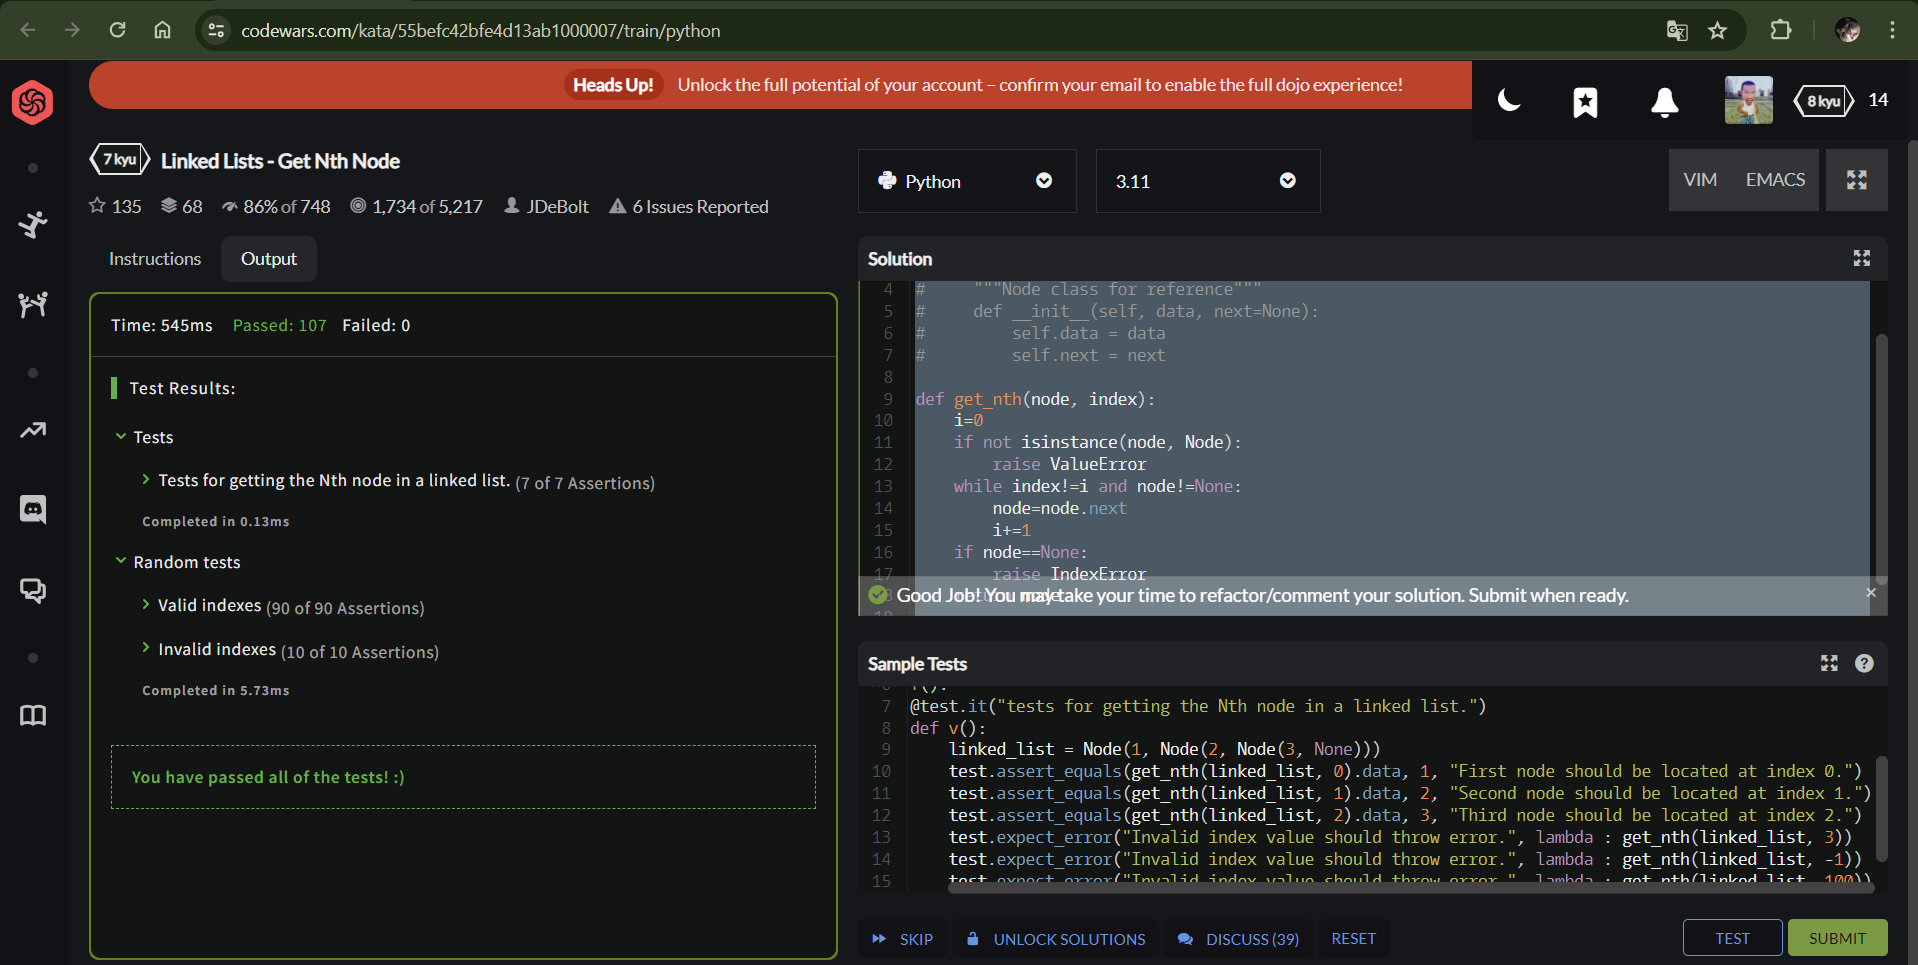 codewars.com/kata/55befc42bfe4d13ab1000007/train/python
Heads Up! Unlock the full potential of your account – confirm your email to enable the full dojo experience!
8 kyu 14
7 kyu Linked Lists - Get Nth Node
135 68 86% of 748 1,734 of 5,217 JDeBolt 6 Issues Reported
Python
3.11
VIM EMACS
Instructions Output
Time: 545ms Passed: 107 Failed: 0
Test Results:
Tests
Tests for getting the Nth node in a linked list. (7 of 7 Assertions)
Completed in 0.13ms
Random tests
Valid indexes (90 of 90 Assertions)
Invalid indexes (10 of 10 Assertions)
Completed in 5.73ms
You have passed all of the tests! :)
Solution
4 # """Node class for reference"""
5 # def __init__(self, data, next=None):
6 # self.data = data
7 # self.next = next
8
9 def get_nth(node, index):
10 i=0
11 if not isinstance(node, Node):
12 raise ValueError
13 while index!=i and node!=None:
14 node=node.next
15 i+=1
16 if node==None:
17 raise IndexError
Good Job! You may take your time to refactor/comment your solution. Submit when ready.
Sample Tests
7 @test.it("tests for getting the Nth node in a linked list.")
8 def v():
9 linked_list = Node(1, Node(2, Node(3, None)))
10 test.assert_equals(get_nth(linked_list, 0).data, 1, "First node should be located at index 0.")
11 test.assert_equals(get_nth(linked_list, 1).data, 2, "Second node should be located at index 1.")
12 test.assert_equals(get_nth(linked_list, 2).data, 3, "Third node should be located at index 2.")
13 test.expect_error("Invalid index value should throw error.", lambda : get_nth(linked_list, 3))
14 test.expect_error("Invalid index value should throw error.", lambda : get_nth(linked_list, -1))
15 test.expect_error("Invalid index value should throw error.", lambda : get_nth(linked_list, 100))
SKIP UNLOCK SOLUTIONS DISCUSS (39) RESET TEST SUBMIT